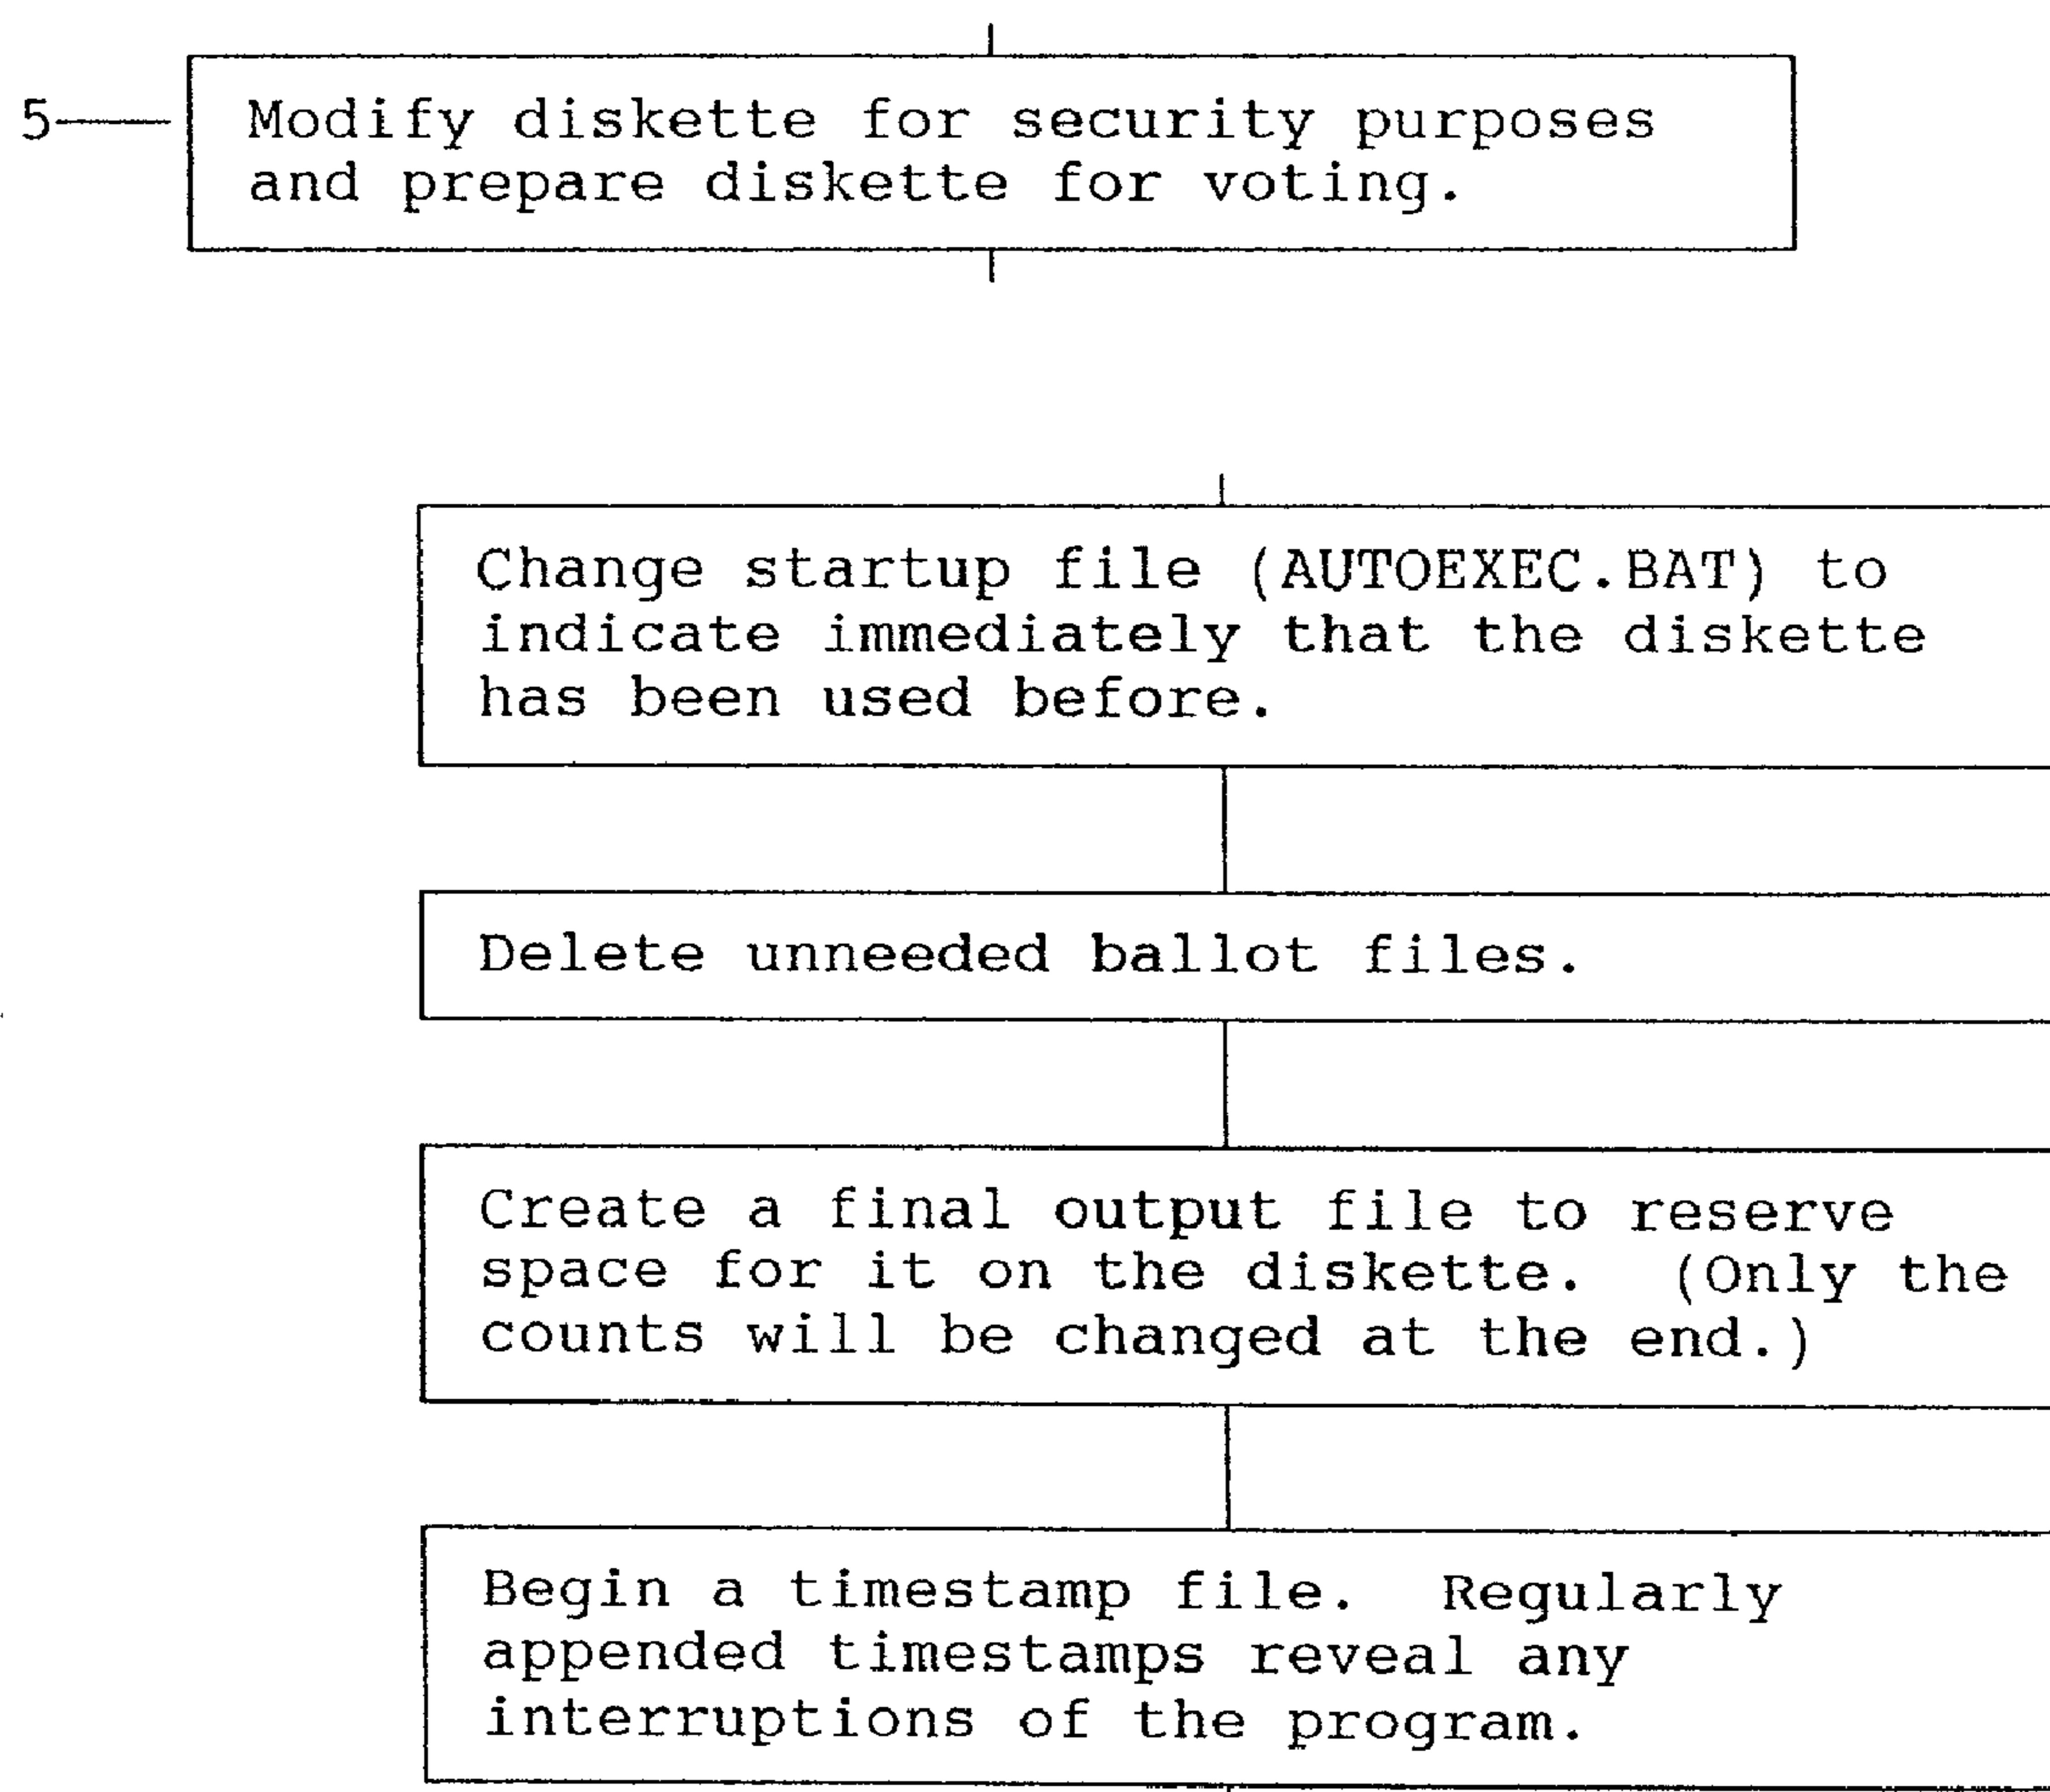 5
Modify diskette for security purposes
and prepare diskette for voting.
Change startup file (AUTOEXEC.BAT) to
indicate immediately that the diskette
has been used before.
Delete unneeded ballot files.
Create a final output file to reserve
space for it on the diskette.  (Only the
counts will be changed at the end.)
Begin a timestamp file.  Regularly
appended timestamps reveal any
interruptions of the program.